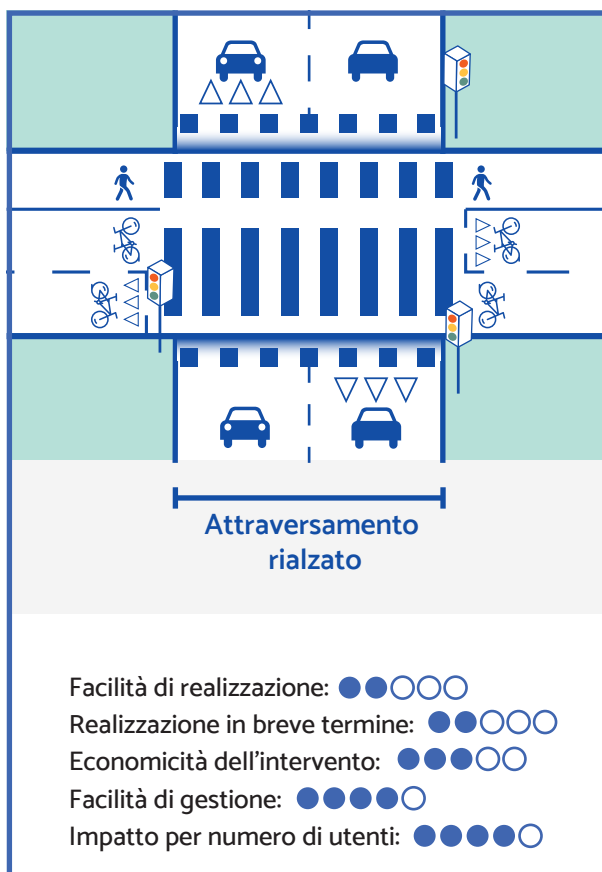 Attraversamento
rialzato
Facilità di realizzazione:
Realizzazione in breve termine:
Economicità dell'intervento:
Facilità di gestione:
Impatto per numero di utenti: